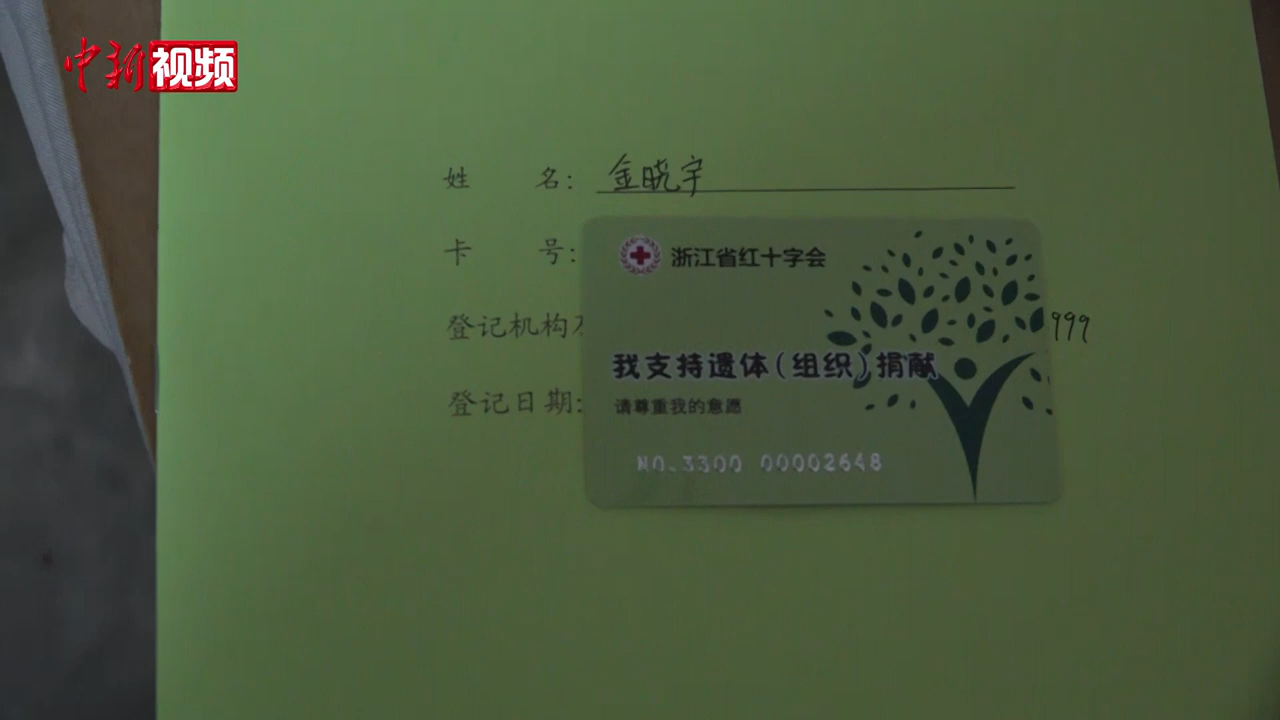 中新视频
姓 名: 金晓宇
卡 号:
浙江省红十字会
登记机构
999
我支持遗体(组织)捐献
登记日期:
请尊重我的意愿
NO.3300 00002648